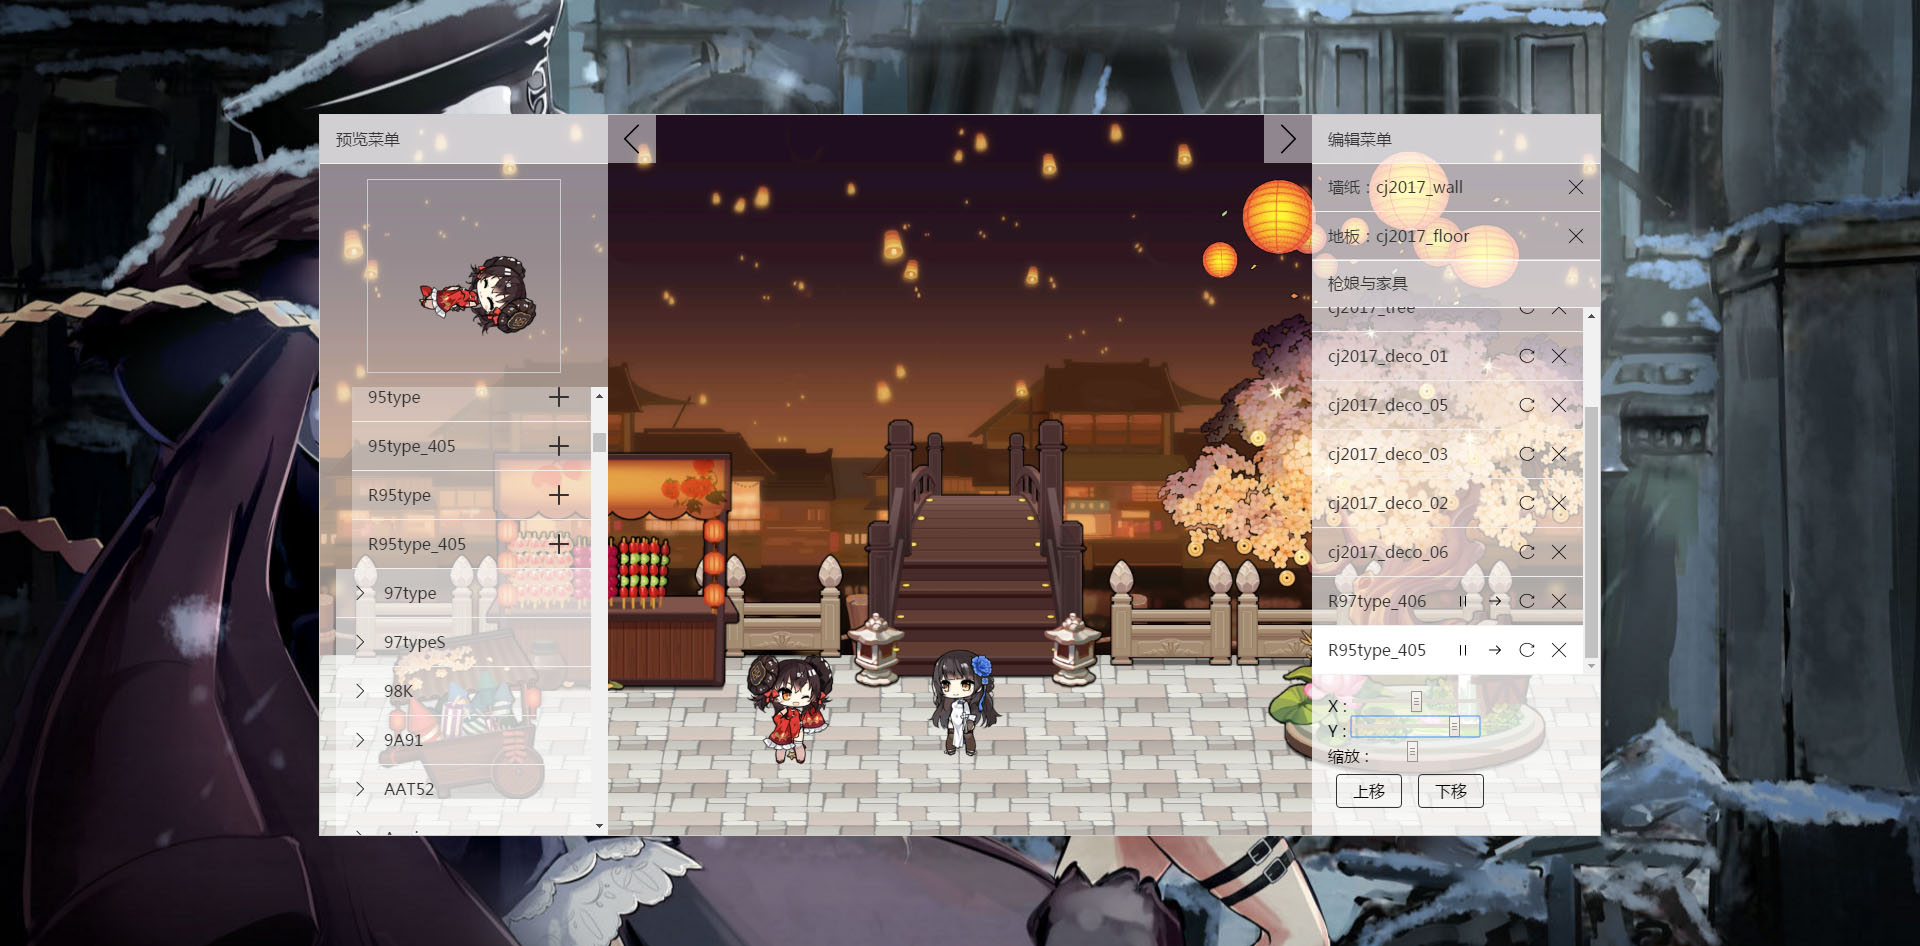 预览菜单
95type
95type_405
R95type
R95type_405
97type
97typeS
98K
9A91
AAT52
编辑菜单
墙纸：cj2017_wall
地板：cj2017_floor
枪娘与家具
cj2017_tree
cj2017_deco_01
cj2017_deco_05
cj2017_deco_03
cj2017_deco_02
cj2017_deco_06
R97type_406
R95type_405
X：
Y：
缩放：
上移 下移